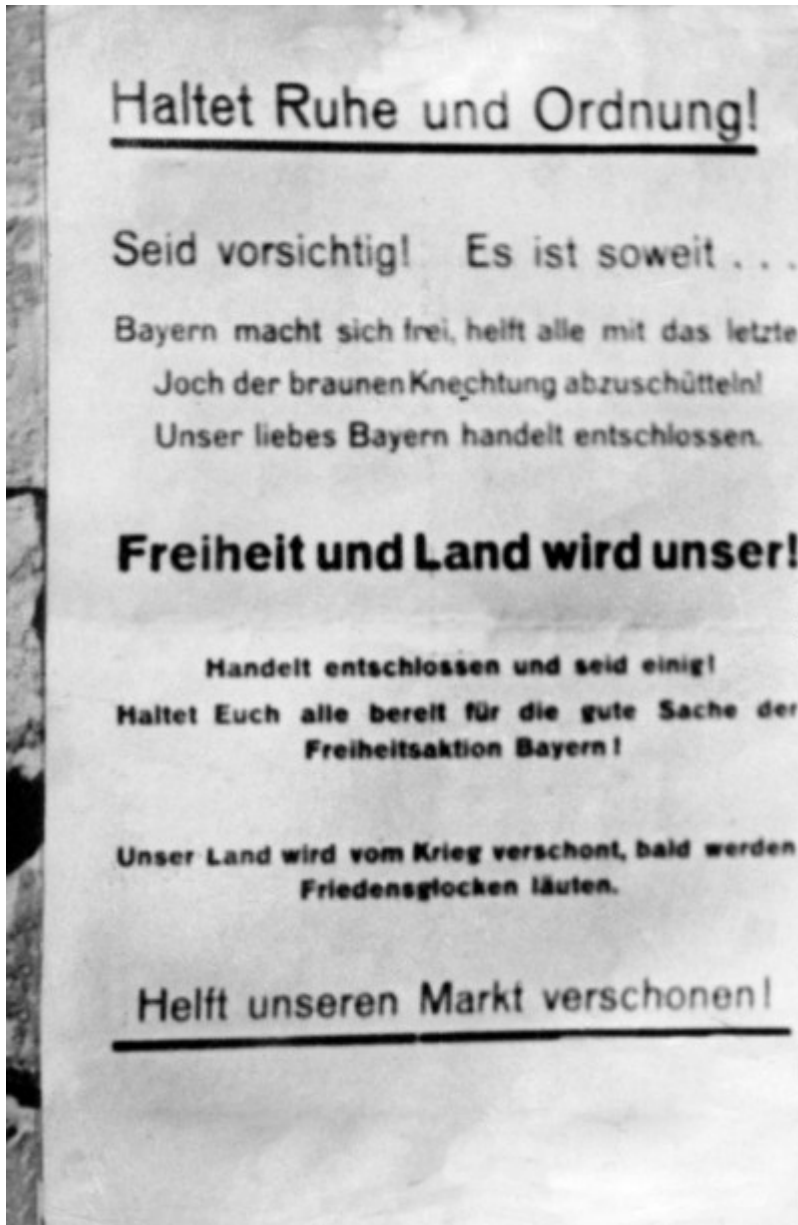 Haltet Ruhe und Ordnung!
Seid vorsichtig! Es ist soweit . . .
Bayern macht sich frei, helft alle mit das letzte
Joch der braunen Knechtung abzuschütteln!
Unser liebes Bayern handelt entschlossen.
Freiheit und Land wird unser!
Handelt entschlossen und seid einig!
Haltet Euch alle bereit für die gute Sache der
Freiheitsaktion Bayern!
Unser Land wird vom Krieg verschont, bald werden
Friedensglocken läuten.
Helft unseren Markt verschonen!